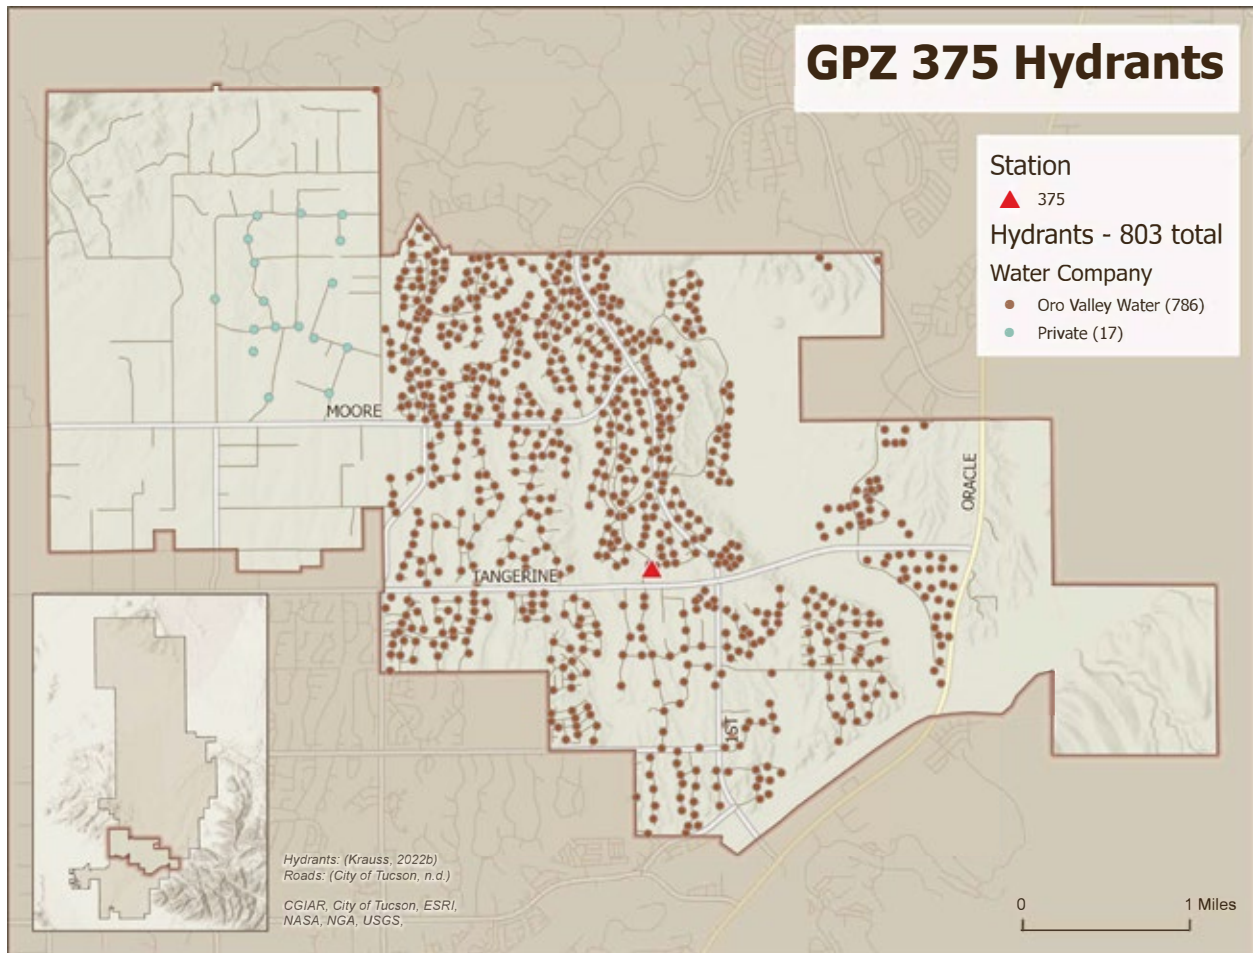 GPZ 375 Hydrants
Station
375
Hydrants - 803 total
Water Company
Oro Valley Water (786)
Private (17)
MOORE
ORACLE
TANGERINE
1ST
Hydrants: (Krauss, 2022b)
Roads: (City of Tucson, n.d.)
CGIAR, City of Tucson, ESRI,
NASA, NGA, USGS,
0 1 Miles